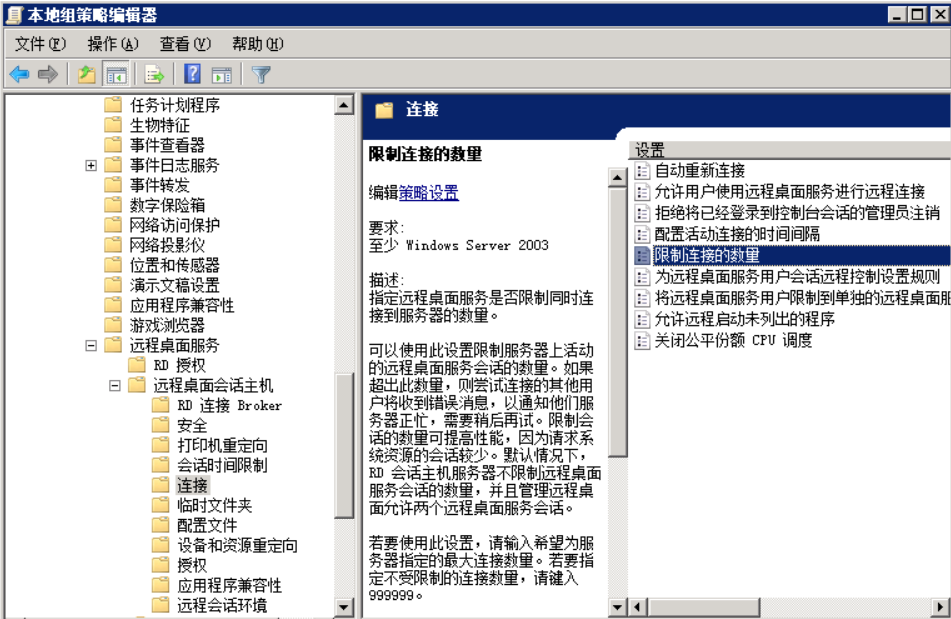 本地组策略编辑器
文件(F) 操作(A) 查看(V) 帮助(H)
任务计划程序
生物特征
事件查看器
事件日志服务
事件转发
数字保险箱
网络访问保护
网络投影仪
位置和传感器
演示文稿设置
应用程序兼容性
游戏浏览器
远程桌面服务
RD 授权
远程桌面会话主机
RD 连接 Broker
安全
打印机重定向
会话时间限制
连接
临时文件夹
配置文件
设备和资源重定向
授权
应用程序兼容性
远程会话环境
连接
限制连接的数量
编辑策略设置
要求:
至少 Windows Server 2003
描述:
指定远程桌面服务是否限制同时连
接到服务器的数量。
可以使用此设置限制服务器上活动
的远程桌面服务会话的数量。如果
超出此数量，则尝试连接的其他用
户将收到错误消息，以通知他们服
务器正忙，需要稍后再试。限制会
话的数量可提高性能，因为请求系
统资源的会话较少。默认情况下，
RD 会话主机服务器不限制远程桌面
服务会话的数量，并且管理远程桌
面允许两个远程桌面服务会话。
若要使用此设置，请输入希望为服
务器指定的最大连接数量。若要指
定不受限制的连接数量，请键入
999999。
设置
自动重新连接
允许用户使用远程桌面服务进行远程连接
拒绝将已经登录到控制台会话的管理员注销
配置活动连接的时间间隔
限制连接的数量
为远程桌面服务用户会话远程控制设置规则
将远程桌面服务用户限制到单独的远程桌面服
允许远程启动未列出的程序
关闭公平份额 CPU 调度